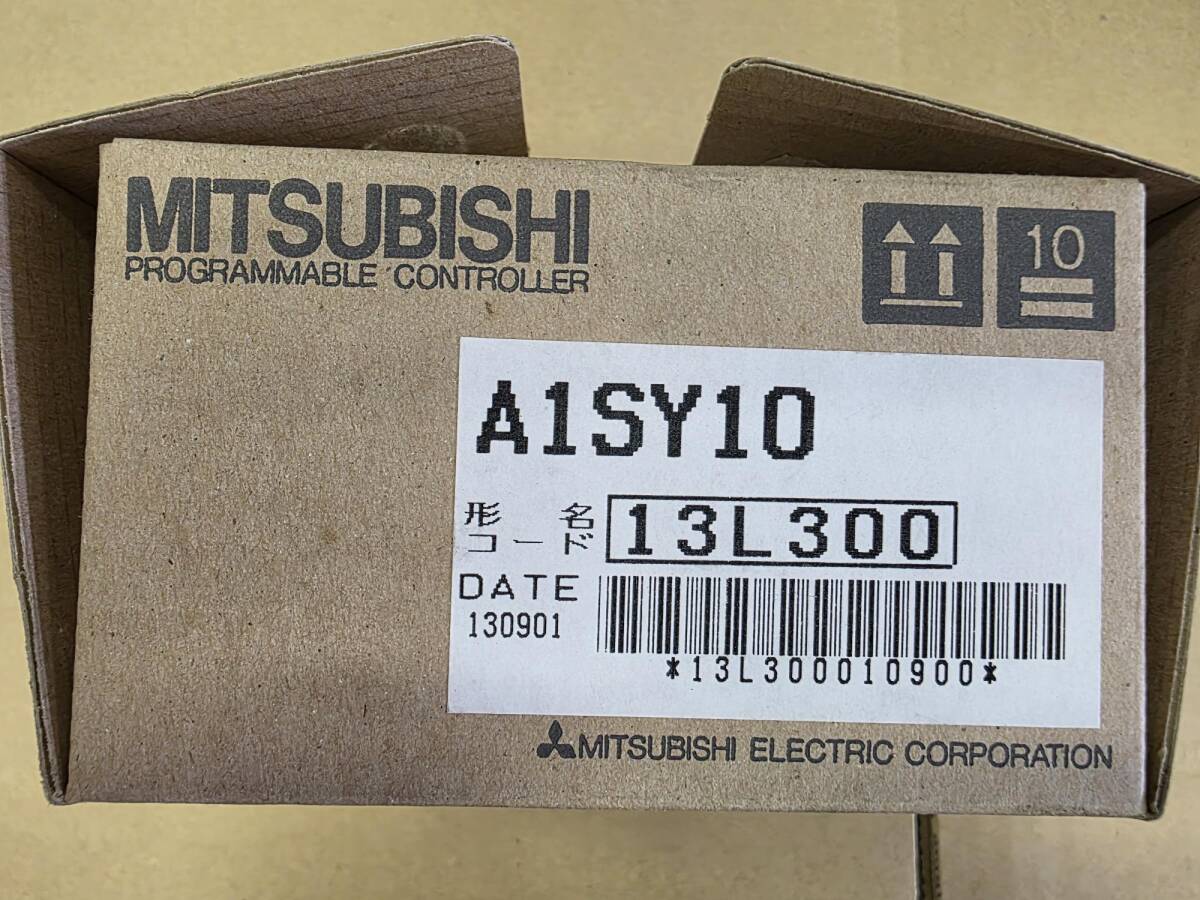 MITSUBISHI
PROGRAMMABLE CONTROLLER
10
A1SY10
形名
コード
13L300
DATE
130901
*13L300010900*
MITSUBISHI ELECTRIC CORPORATION